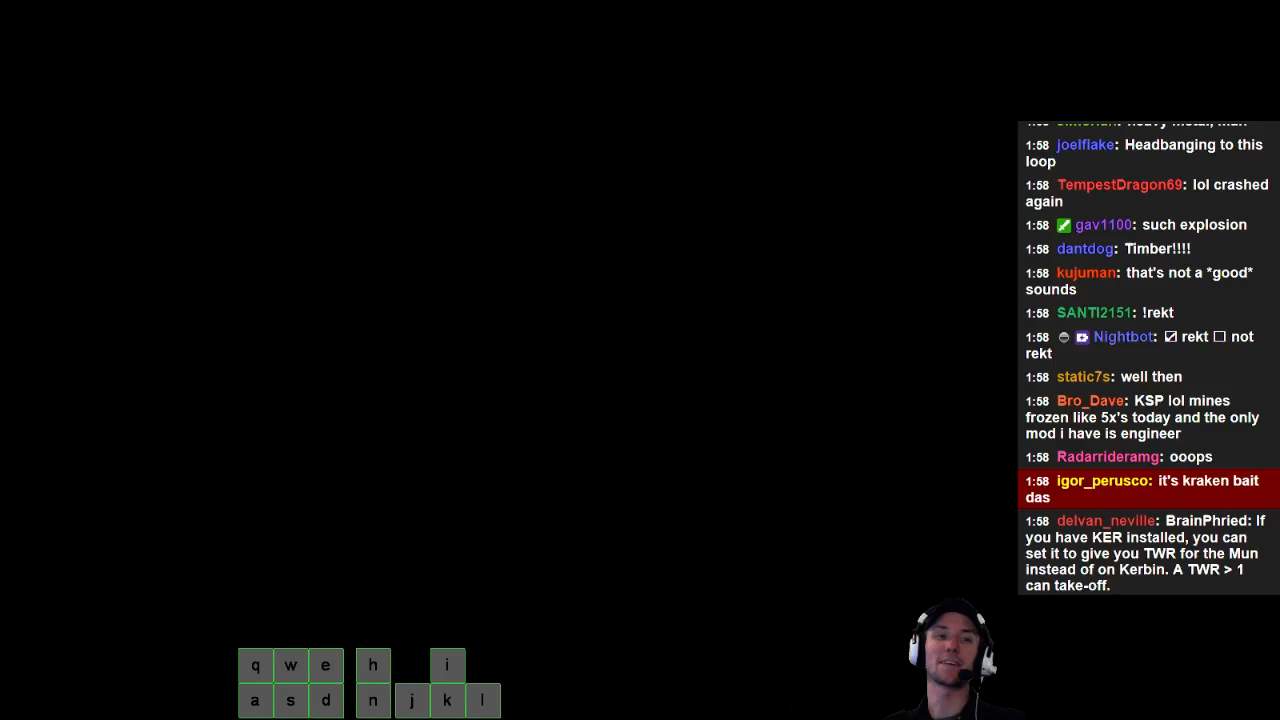 1:58 joelflake: Headbanging to this
loop
1:58 TempestDragon69: lol crashed
again
1:58 gav1100: such explosion
1:58 dantdog: Timber!!!!
1:58 kujuman: that's not a *good*
sounds
1:58 SANTI2151: !rekt
1:58 Nightbot: ☑ rekt ☐ not
rekt
1:58 static7s: well then
1:58 Bro_Dave: KSP lol mines
frozen like 5x's today and the only
mod i have is engineer
1:58 Radarrideramg: ooops
1:58 igor_perusco: it's kraken bait
das
1:58 delvan_neville: BrainPhried: If
you have KER installed, you can
set it to give you TWR for the Mun
instead of on Kerbin. A TWR > 1
can take-off.
q w e h i
a s d n j k l